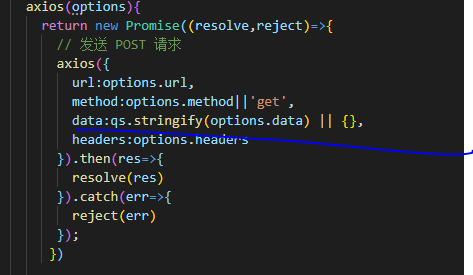 axios(options){
return new Promise((resolve,reject)=>{
// 发送 POST 请求
axios({
url:options.url,
method:options.method||'get',
data:qs.stringify(options.data) || {},
headers:options.headers
}).then(res=>{
resolve(res)
}).catch(err=>{
reject(err)
});
})